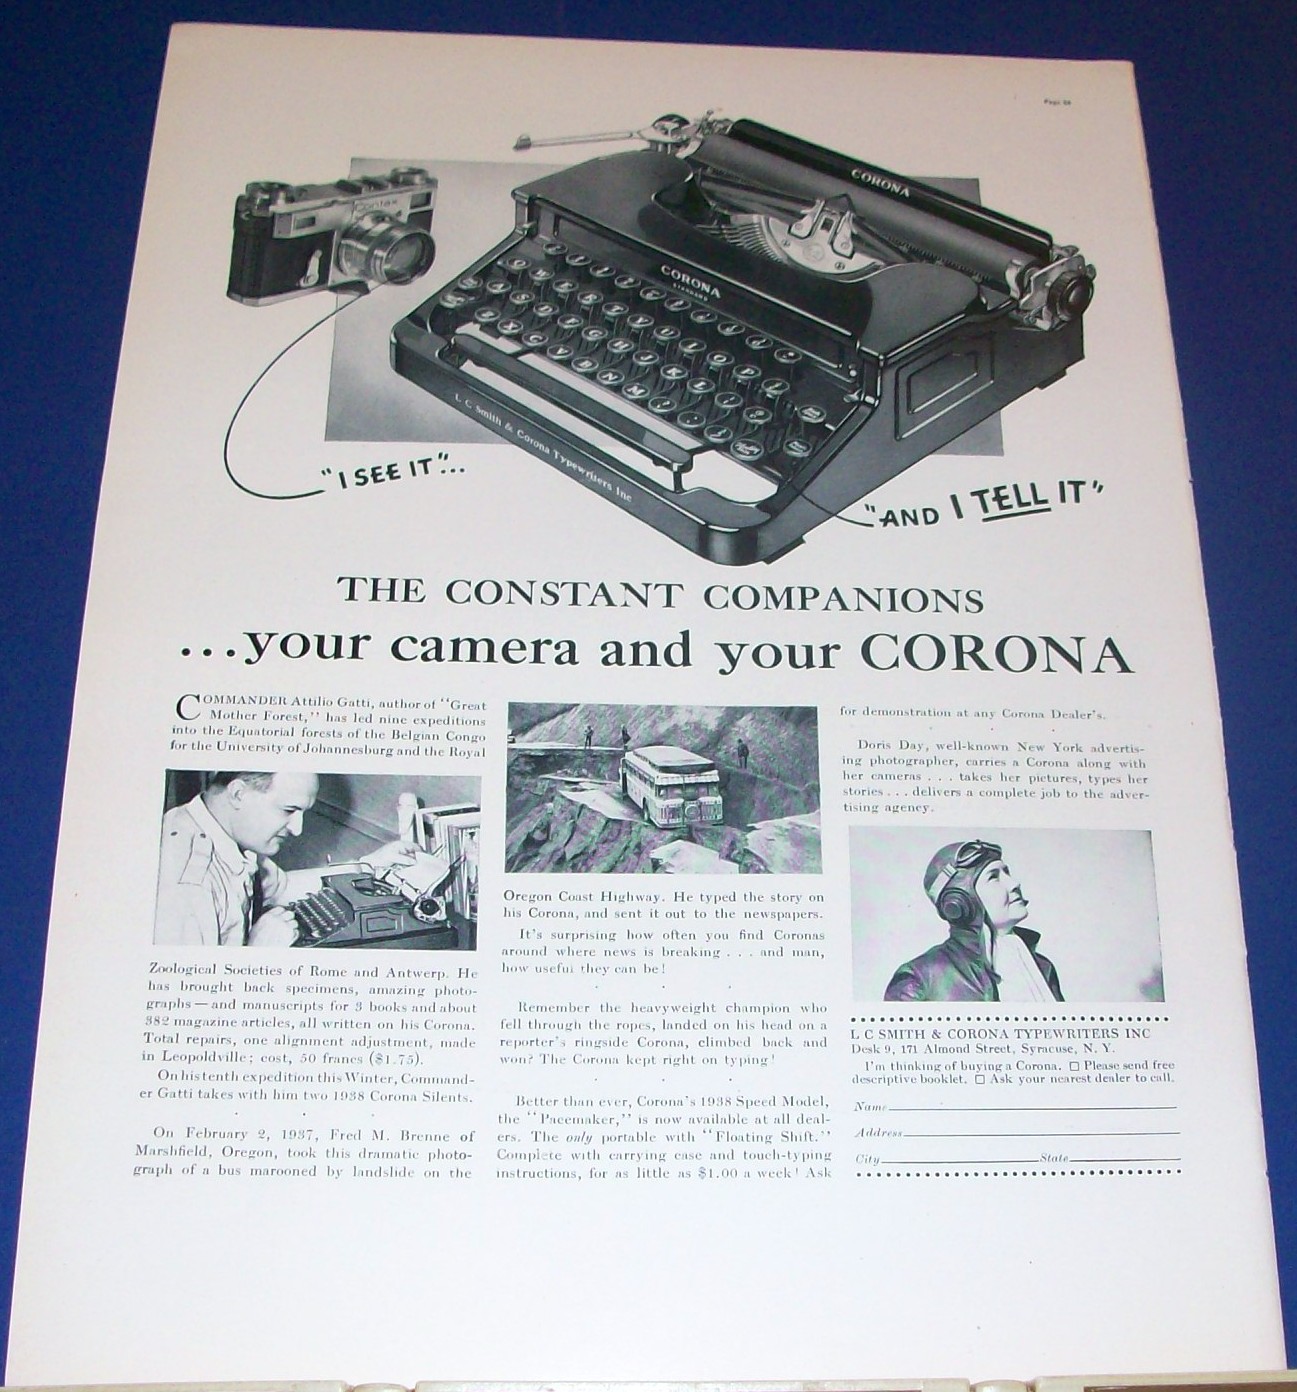 Contax
CORONA
CORONA
STANDARD
L C Smith & Corona Typewriters Inc
"I SEE IT"...
"AND I TELL IT"
THE CONSTANT COMPANIONS
...your camera and your CORONA
COMMANDER Attilio Gatti, author of "Great
Mother Forest," has led nine expeditions
into the Equatorial forests of the Belgian Congo
for the University of Johannesburg and the Royal
Zoological Societies of Rome and Antwerp. He
has brought back specimens, amazing photo-
graphs—and manuscripts for 3 books and about
382 magazine articles, all written on his Corona.
Total repairs, one alignment adjustment, made
in Leopoldville; cost, 50 francs ($1.75).
On his tenth expedition this Winter, Command-
er Gatti takes with him two 1938 Corona Silents.
On February 2, 1937, Fred M. Brenne of
Marshfield, Oregon, took this dramatic photo-
graph of a bus marooned by landslide on the
Oregon Coast Highway. He typed the story on
his Corona, and sent it out to the newspapers.
It's surprising how often you find Coronas
around where news is breaking . . . and man,
how useful they can be!
Remember the heavyweight champion who
fell through the ropes, landed on his head on a
reporter's ringside Corona, climbed back and
won? The Corona kept right on typing!
Better than ever, Corona's 1938 Speed Model,
the "Pacemaker," is now available at all deal-
ers. The only portable with "Floating Shift."
Complete with carrying case and touch-typing
instructions, for as little as $1.00 a week! Ask
for demonstration at any Corona Dealer's.
Doris Day, well-known New York advertis-
ing photographer, carries a Corona along with
her cameras . . . takes her pictures, types her
stories . . . delivers a complete job to the adver-
tising agency.
L C SMITH & CORONA TYPEWRITERS INC
Desk 9, 171 Almond Street, Syracuse, N. Y.
I'm thinking of buying a Corona. □ Please send free
descriptive booklet. □ Ask your nearest dealer to call.
Name
Address
City State